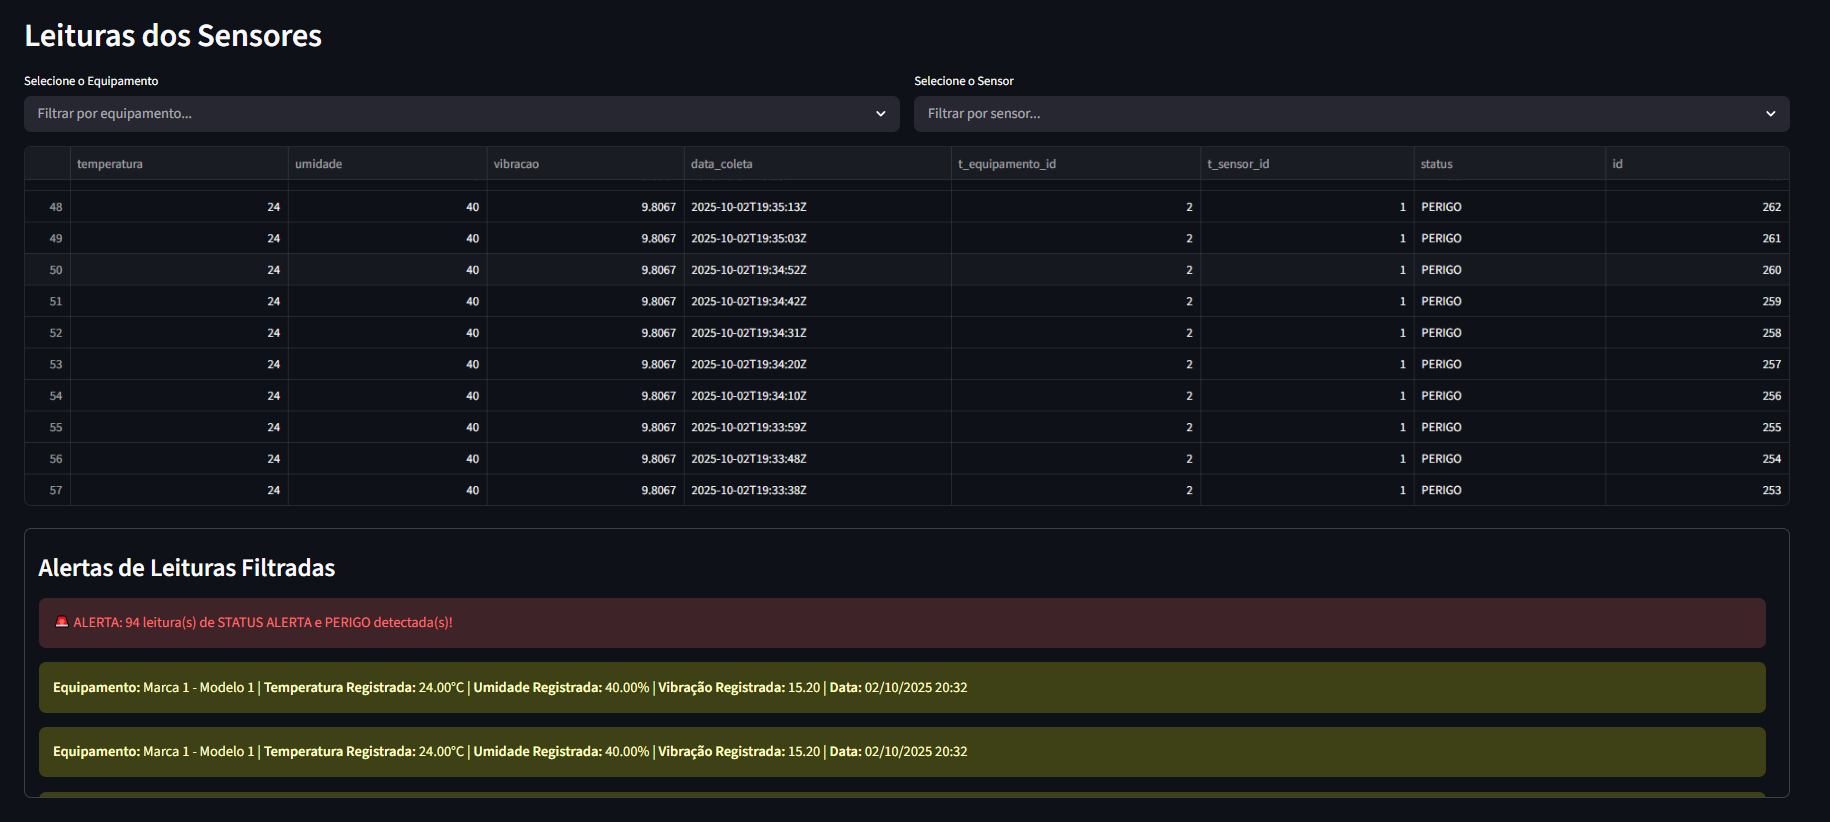 Leituras dos Sensores
Selecione o Equipamento Selecione o Sensor
Filtrar por equipamento... Filtrar por sensor...
temperatura umidade vibracao data_coleta t_equipamento_id t_sensor_id status id
48 24 40 9.8067 2025-10-02T19:35:13Z 2 1 PERIGO 262
49 24 40 9.8067 2025-10-02T19:35:03Z 2 1 PERIGO 261
50 24 40 9.8067 2025-10-02T19:34:52Z 2 1 PERIGO 260
51 24 40 9.8067 2025-10-02T19:34:42Z 2 1 PERIGO 259
52 24 40 9.8067 2025-10-02T19:34:31Z 2 1 PERIGO 258
53 24 40 9.8067 2025-10-02T19:34:20Z 2 1 PERIGO 257
54 24 40 9.8067 2025-10-02T19:34:10Z 2 1 PERIGO 256
55 24 40 9.8067 2025-10-02T19:33:59Z 2 1 PERIGO 255
56 24 40 9.8067 2025-10-02T19:33:48Z 2 1 PERIGO 254
57 24 40 9.8067 2025-10-02T19:33:38Z 2 1 PERIGO 253
Alertas de Leituras Filtradas
🚨 ALERTA: 94 leitura(s) de STATUS ALERTA e PERIGO detectada(s)!
Equipamento: Marca 1 - Modelo 1 | Temperatura Registrada: 24.00°C | Umidade Registrada: 40.00% | Vibração Registrada: 15.20 | Data: 02/10/2025 20:32
Equipamento: Marca 1 - Modelo 1 | Temperatura Registrada: 24.00°C | Umidade Registrada: 40.00% | Vibração Registrada: 15.20 | Data: 02/10/2025 20:32